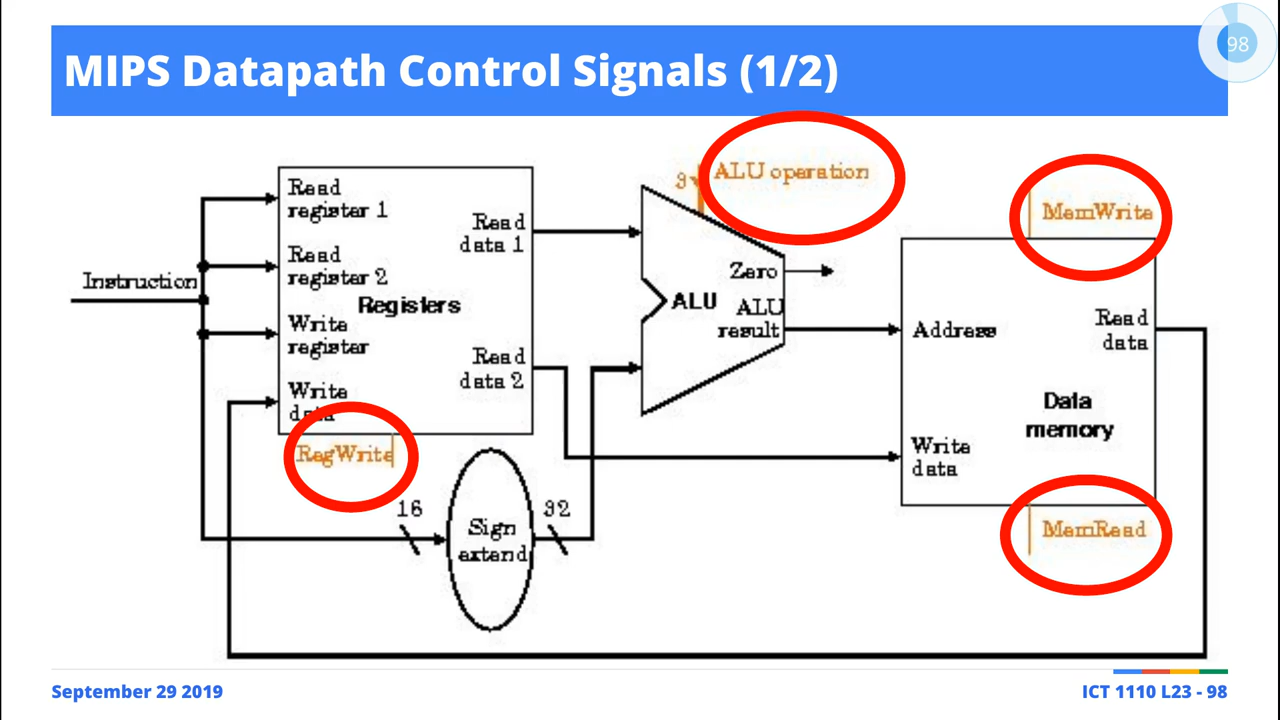 98
MIPS Datapath Control Signals (1/2)
ALU operation
3
MemWrite
Read
register 1
Read
data 1
Read
register 2
Instruction
Registers
Zero
ALU
ALU
result
Write
register
Address
Read
data
Read
data 2
Write
data
Data
memory
RegWrite
Write
data
16
32
Sign
extend
MemRead
September 29 2019
ICT 1110 L23 - 98